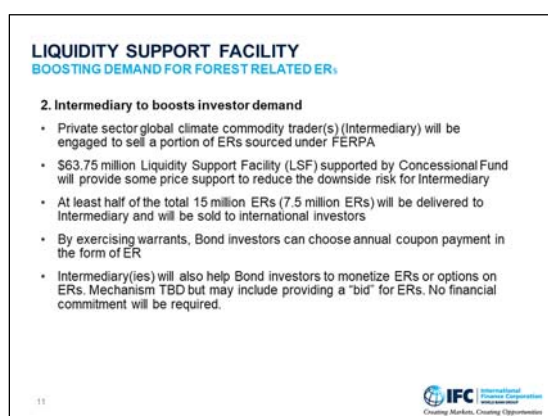 LIQUIDITY SUPPORT FACILITY
BOOSTING DEMAND FOR FOREST RELATED ERs
2. Intermediary to boosts investor demand
• Private sector global climate commodity trader(s) (Intermediary) will be
engaged to sell a portion of ERs sourced under FERPA
• $63.75 million Liquidity Support Facility (LSF) supported by Concessional Fund
will provide some price support to reduce the downside risk for Intermediary
• At least half of the total 15 million ERs (7.5 million ERs) will be delivered to
Intermediary and will be sold to international investors
• By exercising warrants, Bond investors can choose annual coupon payment in
the form of ER
• Intermediary(ies) will also help Bond investors to monetize ERs or options on
ERs. Mechanism TBD but may include providing a “bid” for ERs. No financial
commitment will be required.
11
IFC
International
Finance Corporation
WORLD BANK GROUP
Creating Markets, Creating Opportunities